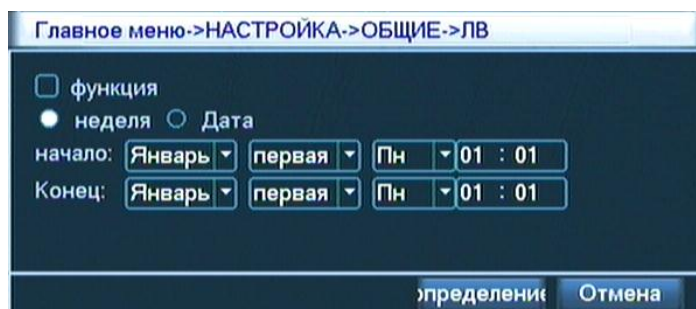 Главное меню->НАСТРОЙКА->ОБЩИЕ->ЛВ
функция
неделя Дата
начало: Январь первая Пн 01 : 01
Конец: Январь первая Пн 01 : 01
определение Отмена